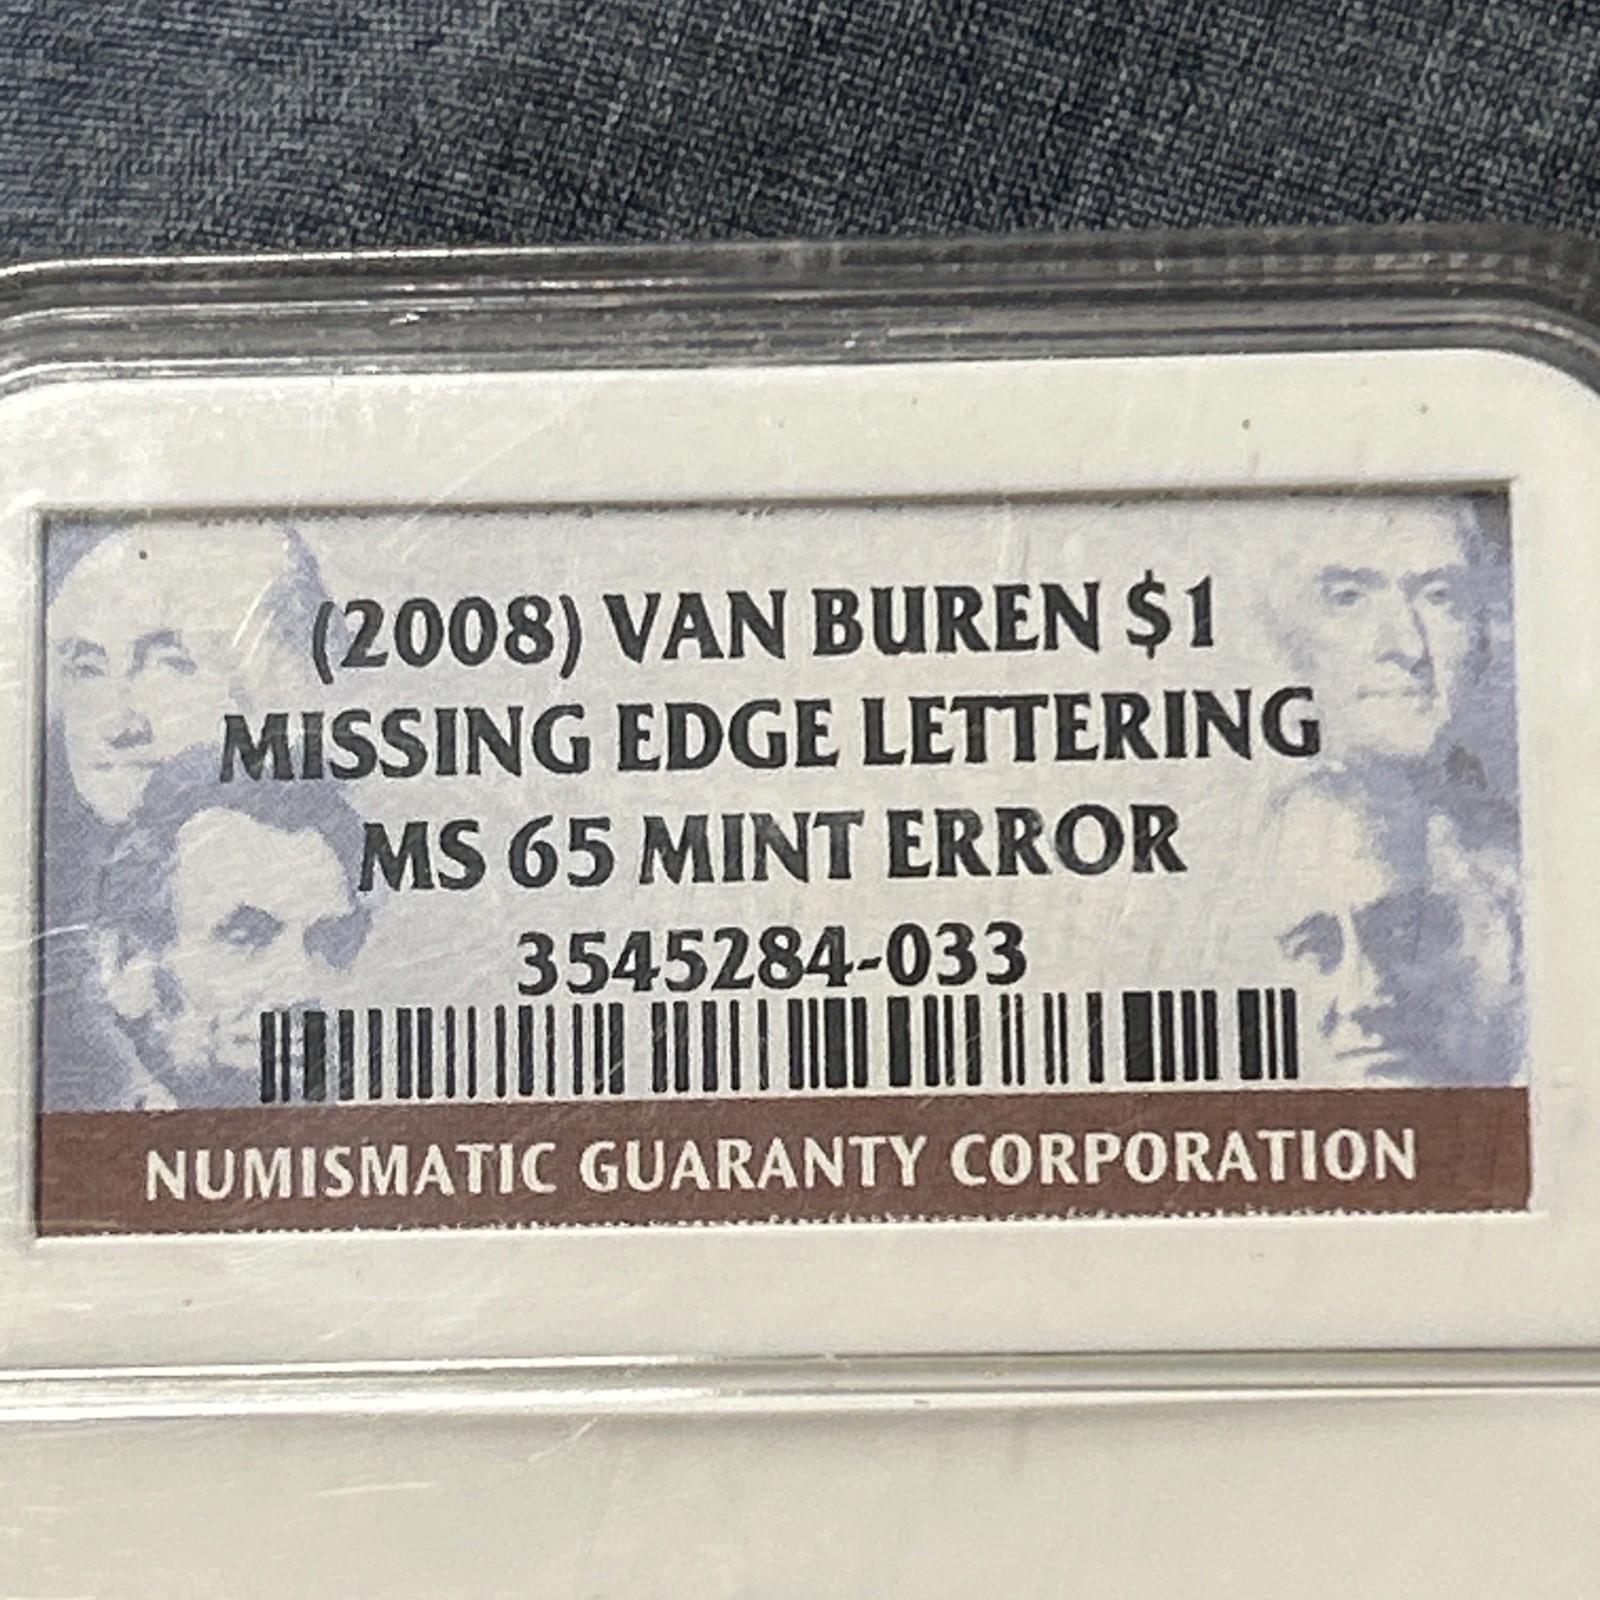 (2008) VAN BUREN $1
MISSING EDGE LETTERING
MS 65 MINT ERROR
3545284-033
NUMISMATIC GUARANTY CORPORATION